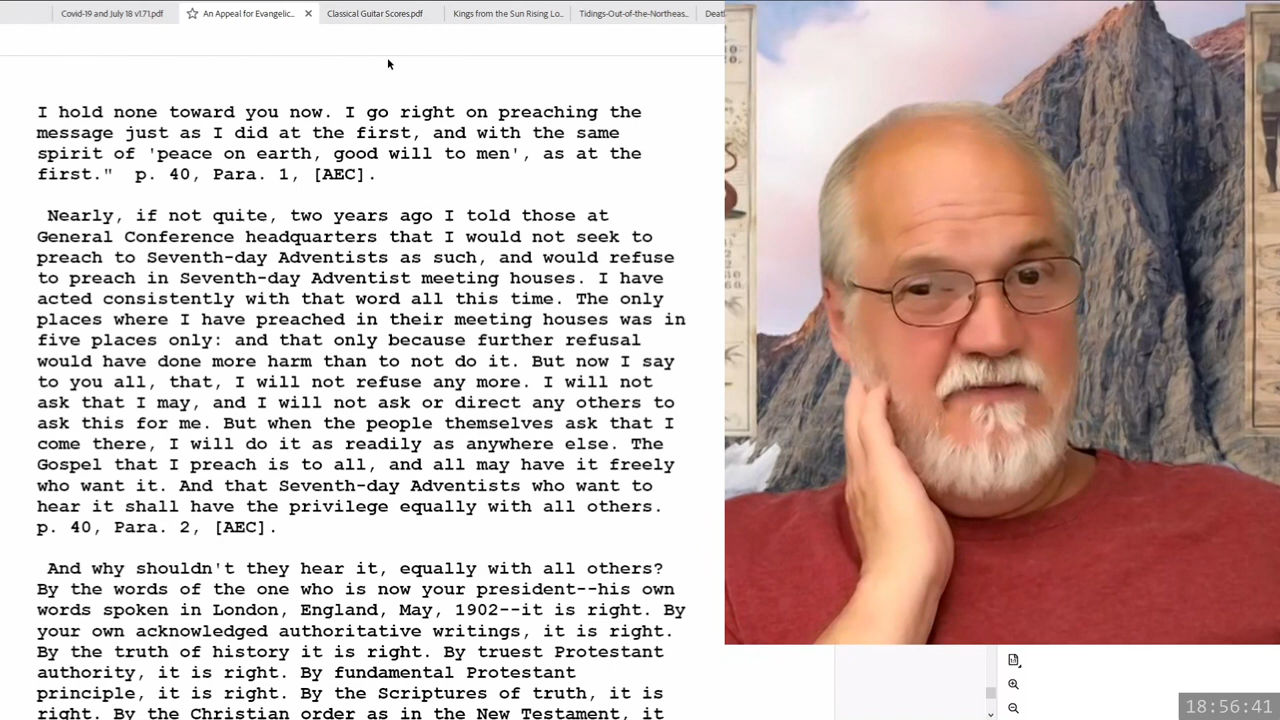 Covid-19 and July 18 v1.71.pdf
An Appeal for Evangelic...
Classical Guitar Scores.pdf
Kings from the Sun Rising Lo...
Tidings-Out-of-the-Northeas...
I hold none toward you now. I go right on preaching the
message just as I did at the first, and with the same
spirit of 'peace on earth, good will to men', as at the
first." p. 40, Para. 1, [AEC].
Nearly, if not quite, two years ago I told those at
General Conference headquarters that I would not seek to
preach to Seventh-day Adventists as such, and would refuse
to preach in Seventh-day Adventist meeting houses. I have
acted consistently with that word all this time. The only
places where I have preached in their meeting houses was in
five places only: and that only because further refusal
would have done more harm than to not do it. But now I say
to you all, that, I will not refuse any more. I will not
ask that I may, and I will not ask or direct any others to
ask this for me. But when the people themselves ask that I
come there, I will do it as readily as anywhere else. The
Gospel that I preach is to all, and all may have it freely
who want it. And that Seventh-day Adventists who want to
hear it shall have the privilege equally with all others.
p. 40, Para. 2, [AEC].
And why shouldn't they hear it, equally with all others?
By the words of the one who is now your president--his own
words spoken in London, England, May, 1902--it is right. By
your own acknowledged authoritative writings, it is right.
By the truth of history it is right. By truest Protestant
authority, it is right. By fundamental Protestant
principle, it is right. By the Scriptures of truth, it is
right. By the Christian order as in the New Testament, it
18:56:41